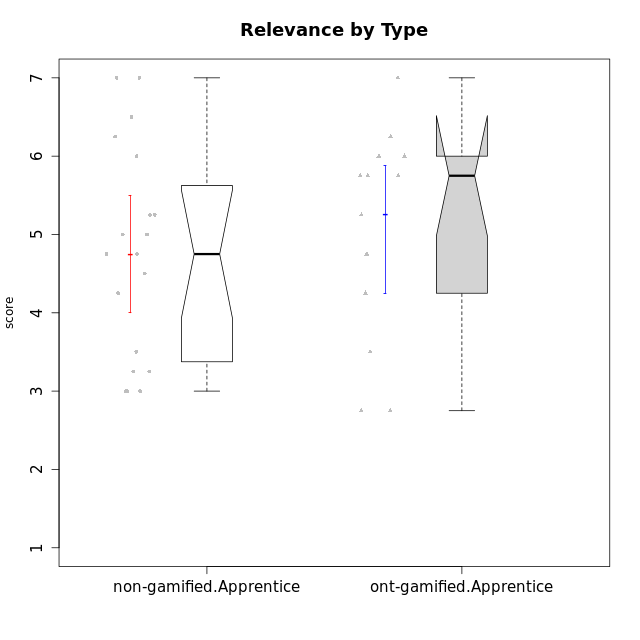 Relevance by Type
7
6
5
4
3
2
1
score
non-gamified.Apprentice
ont-gamified.Apprentice